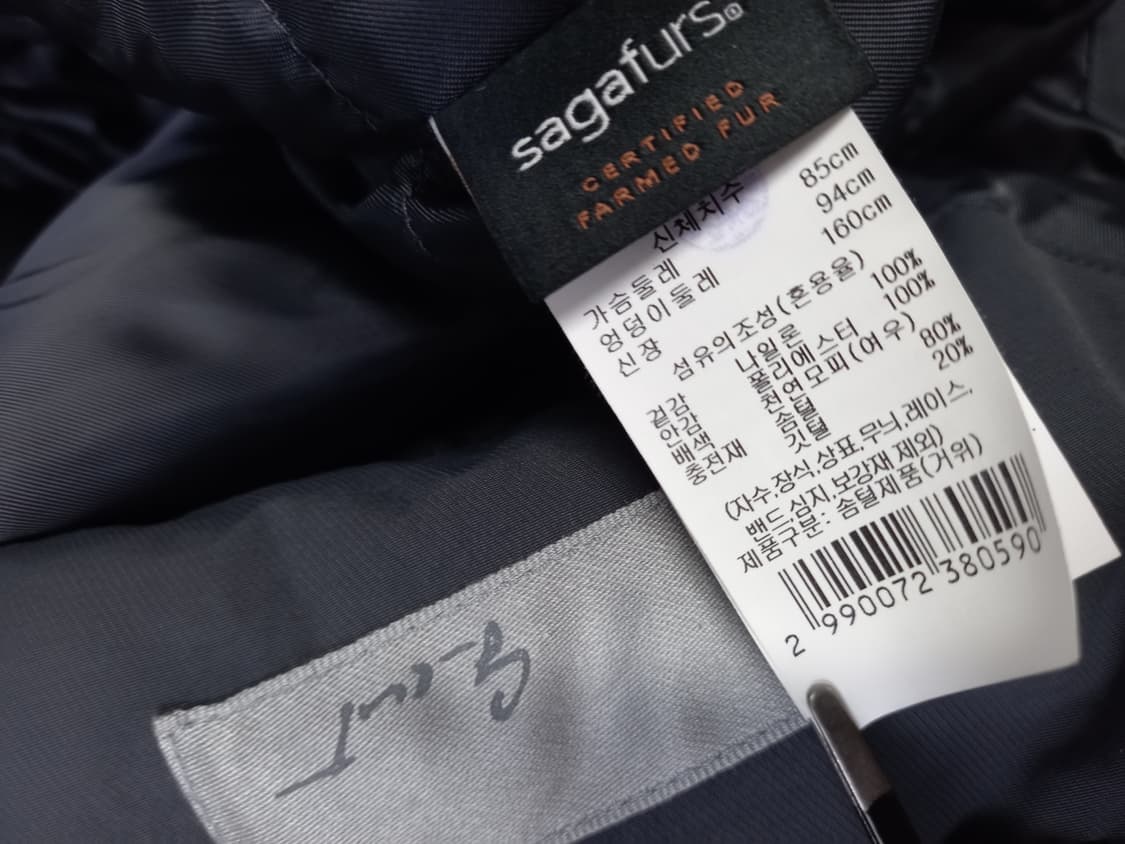 sagafurs®
CERTIFIED
FARMED FUR
신체치수
가슴둘레 85cm
엉덩이둘레 94cm
신장 160cm
섬유의조성(혼용율)
겉감 나일론 100%
안감 폴리에스터 100%
배색 천연모피(여우)
충전재 솜털 80%
깃털 20%
(자수,장식,상표,무늬,레이스,
밴드,심지,보강재 제외)
제품구분: 솜털제품(거위)
2 990072 380590
G-cut